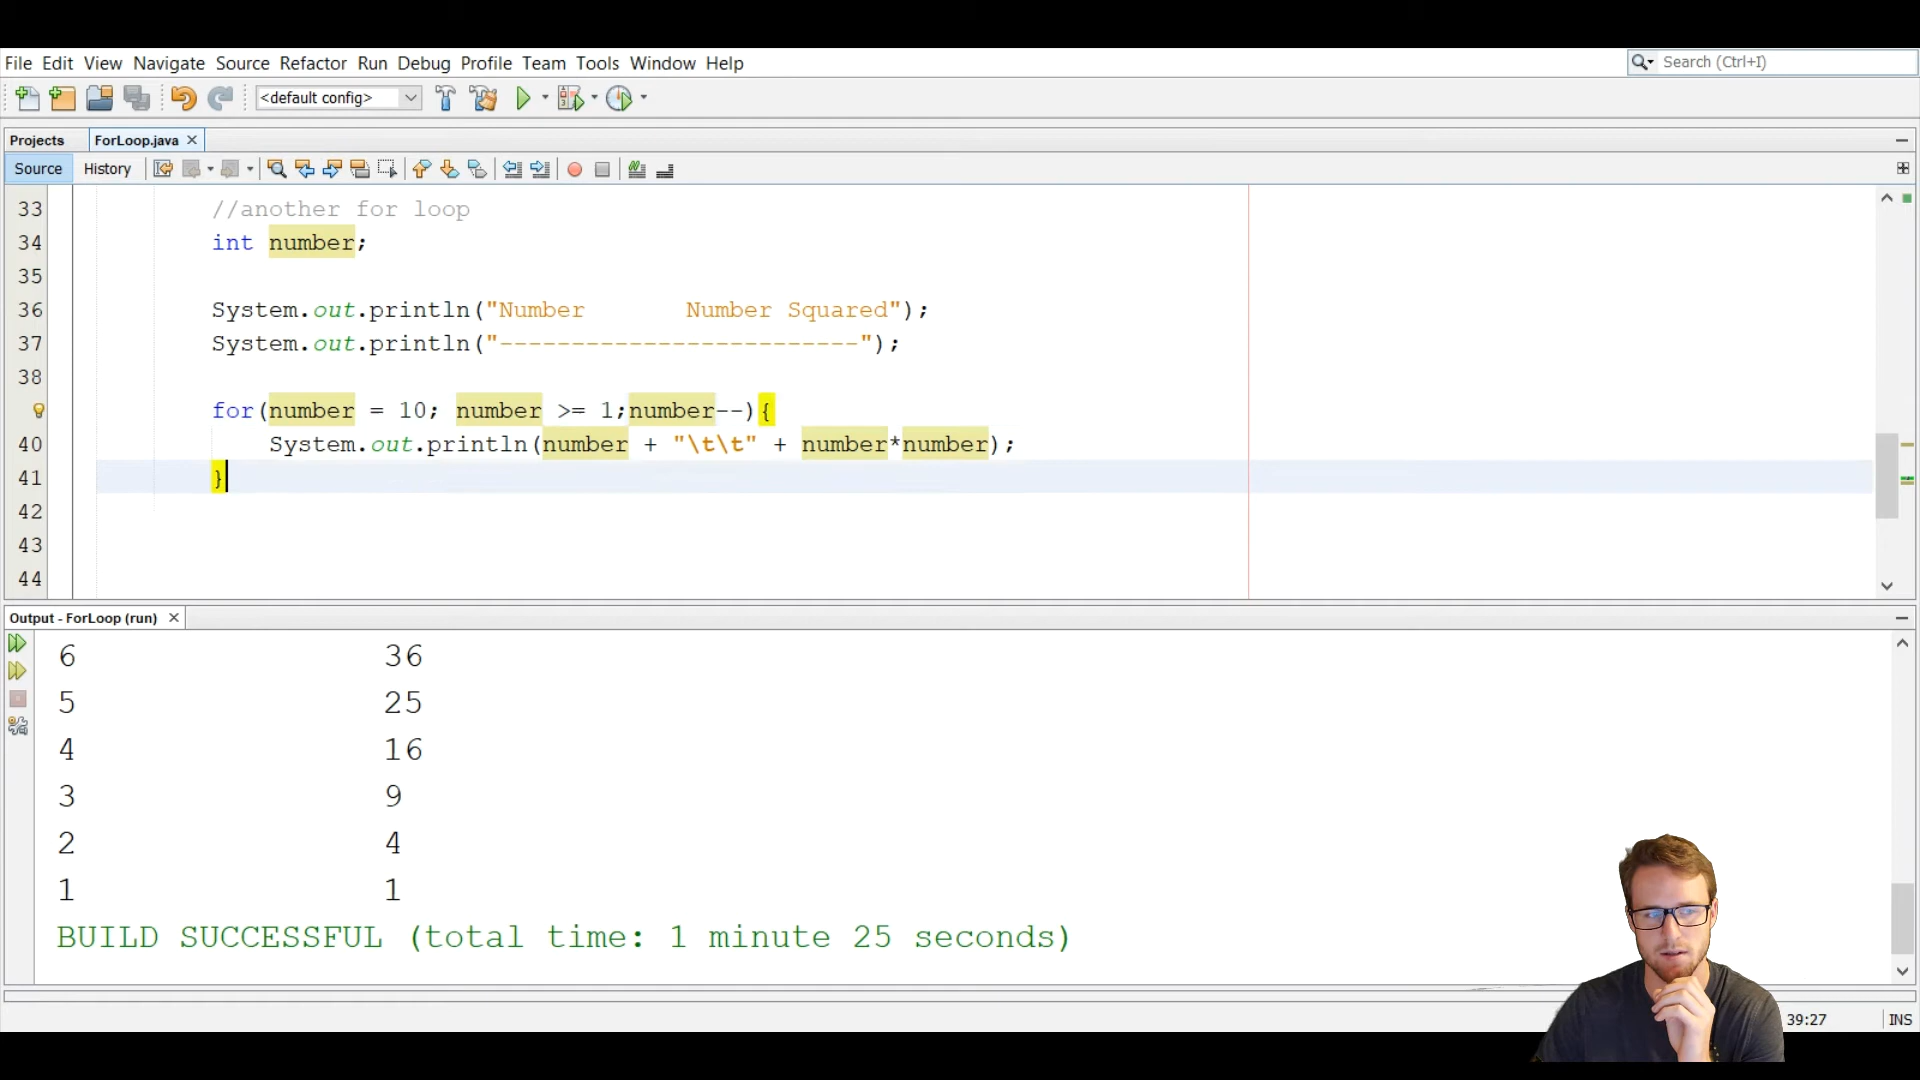 File Edit View Navigate Source Refactor Run Debug Profile Team Tools Window Help
Search (Ctrl+I)
<default config>
Projects ForLoop.java
Source History
33 //another for loop
34 int number;
35
36 System.out.println("Number       Number Squared");
37 System.out.println("-------------------------");
38
for(number = 10; number >= 1;number--){
40 System.out.println(number + "\t\t" + number*number);
41 }
42
43
44
Output - ForLoop (run)
6 36
5 25
4 16
3 9
2 4
1 1
BUILD SUCCESSFUL (total time: 1 minute 25 seconds)
39:27 INS